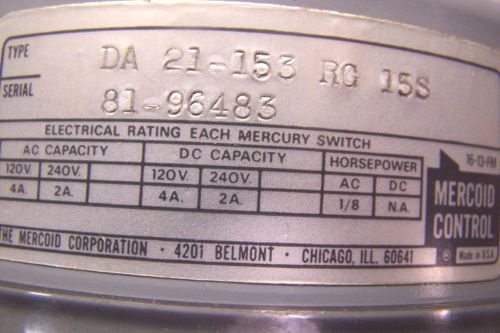 TYPE DA 21-153 RG 15S
SERIAL 81-96483
ELECTRICAL RATING EACH MERCURY SWITCH
AC CAPACITY DC CAPACITY HORSEPOWER
120V. 240V. 120V. 240V. AC DC
4A. 2A. 4A. 2A. 1/8 N.A.
16-13-FM
MERCOID
CONTROL
Made in U.S.A.
THE MERCOID CORPORATION · 4201 BELMONT · CHICAGO, ILL. 60641